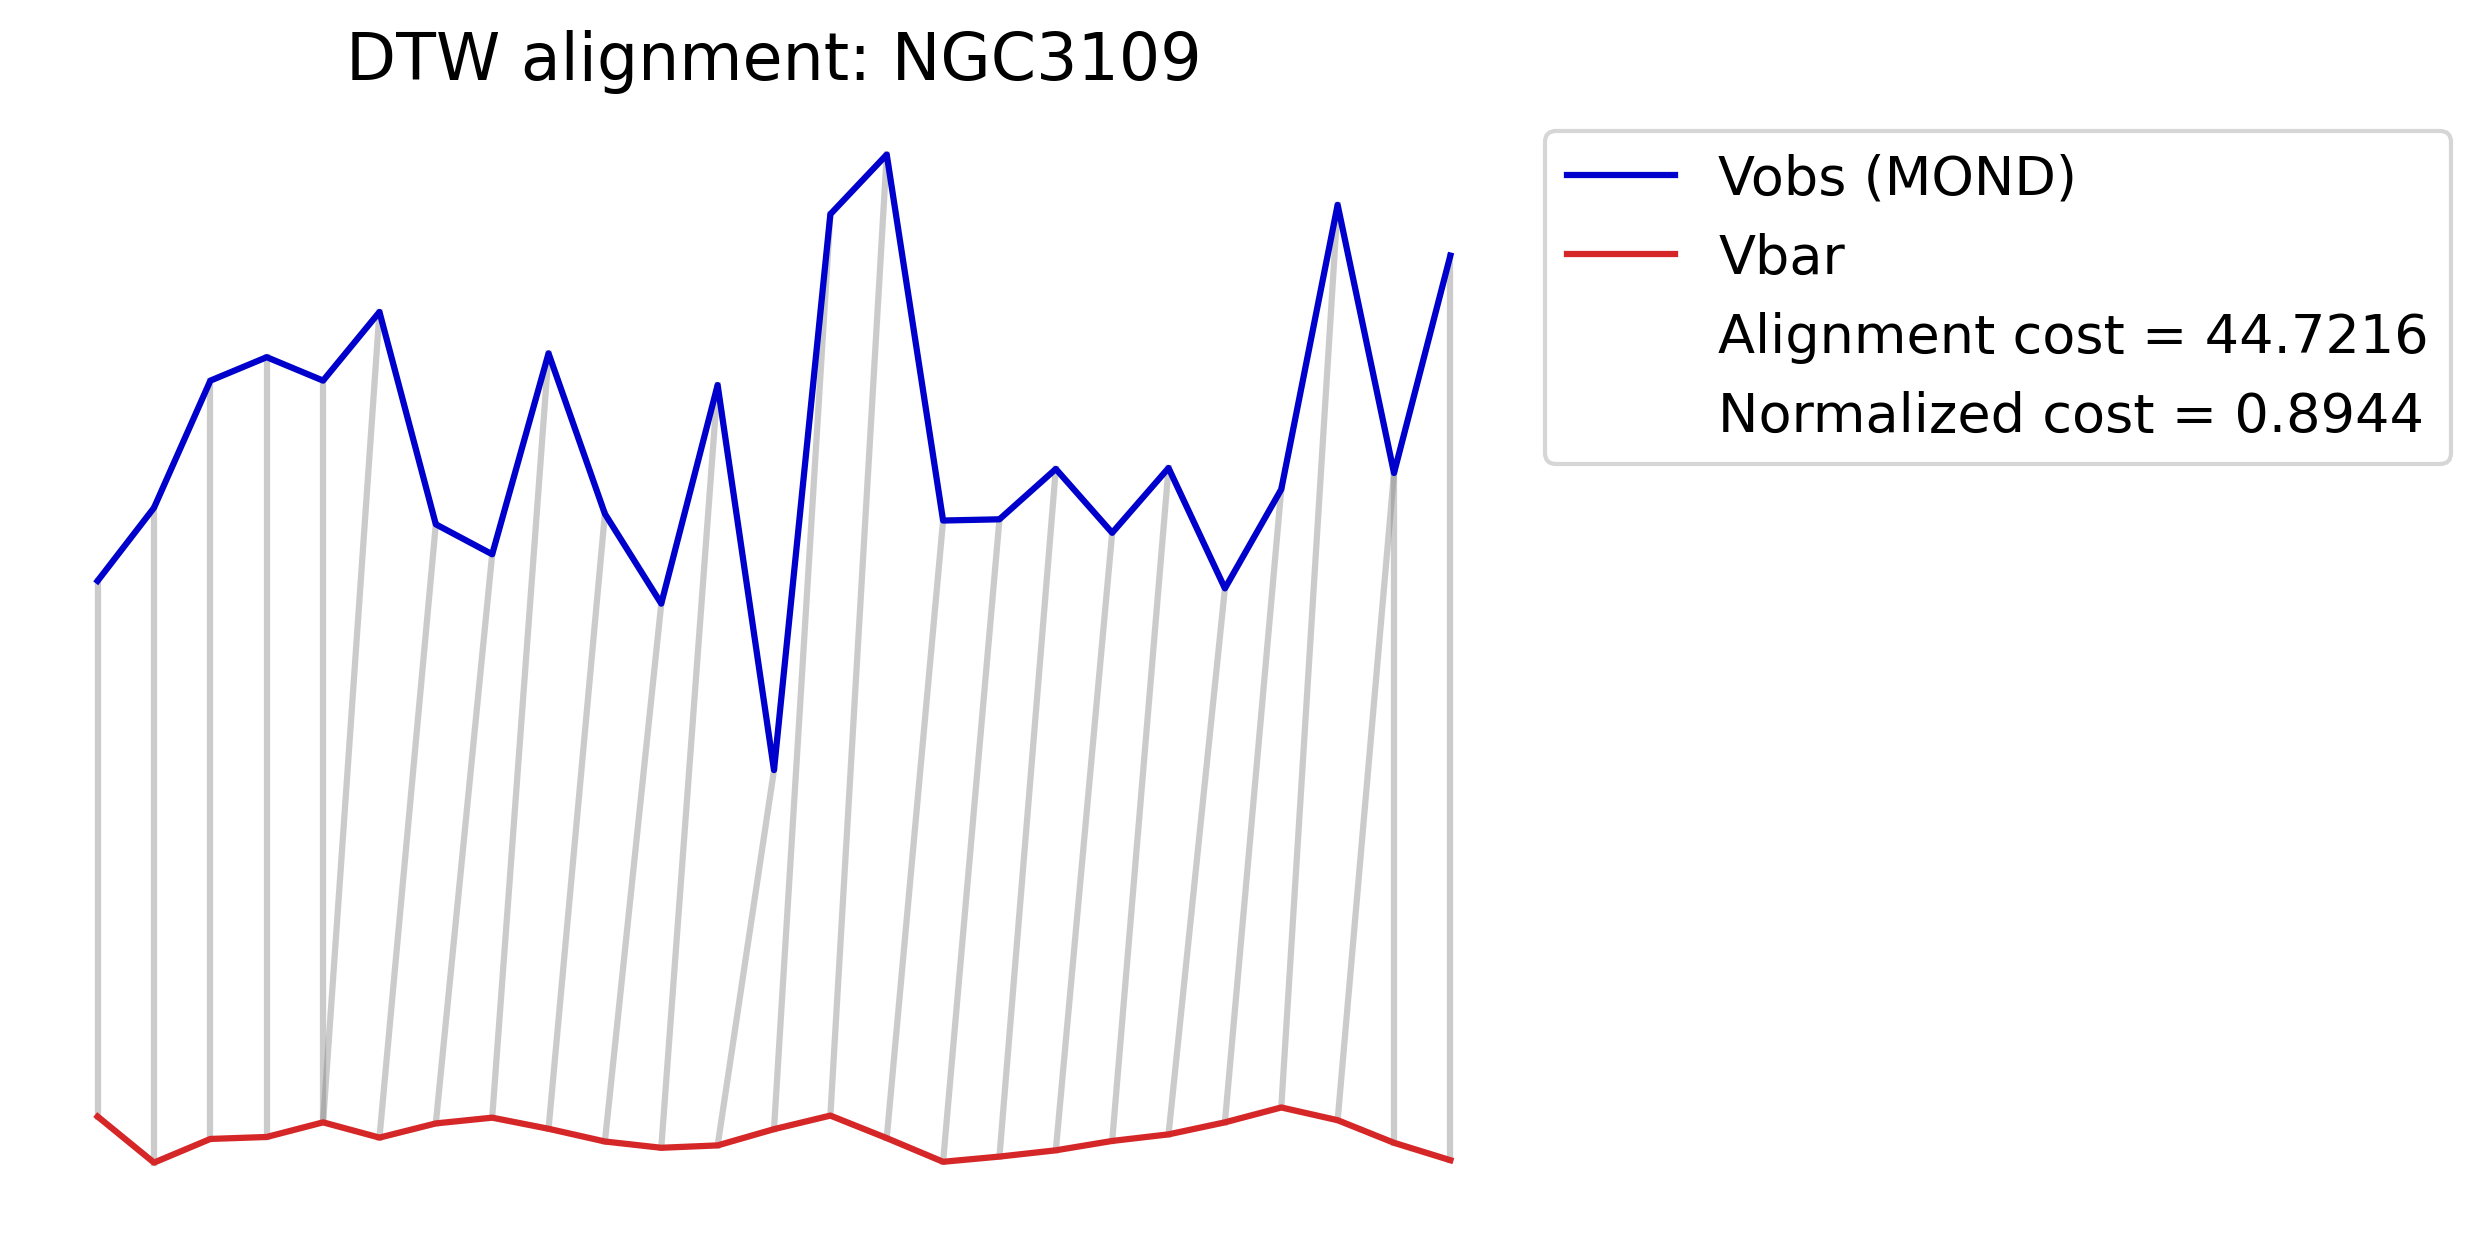 DTW alignment: NGC3109
Vobs (MOND)
Vbar
Alignment cost = 44.7216
Normalized cost = 0.8944